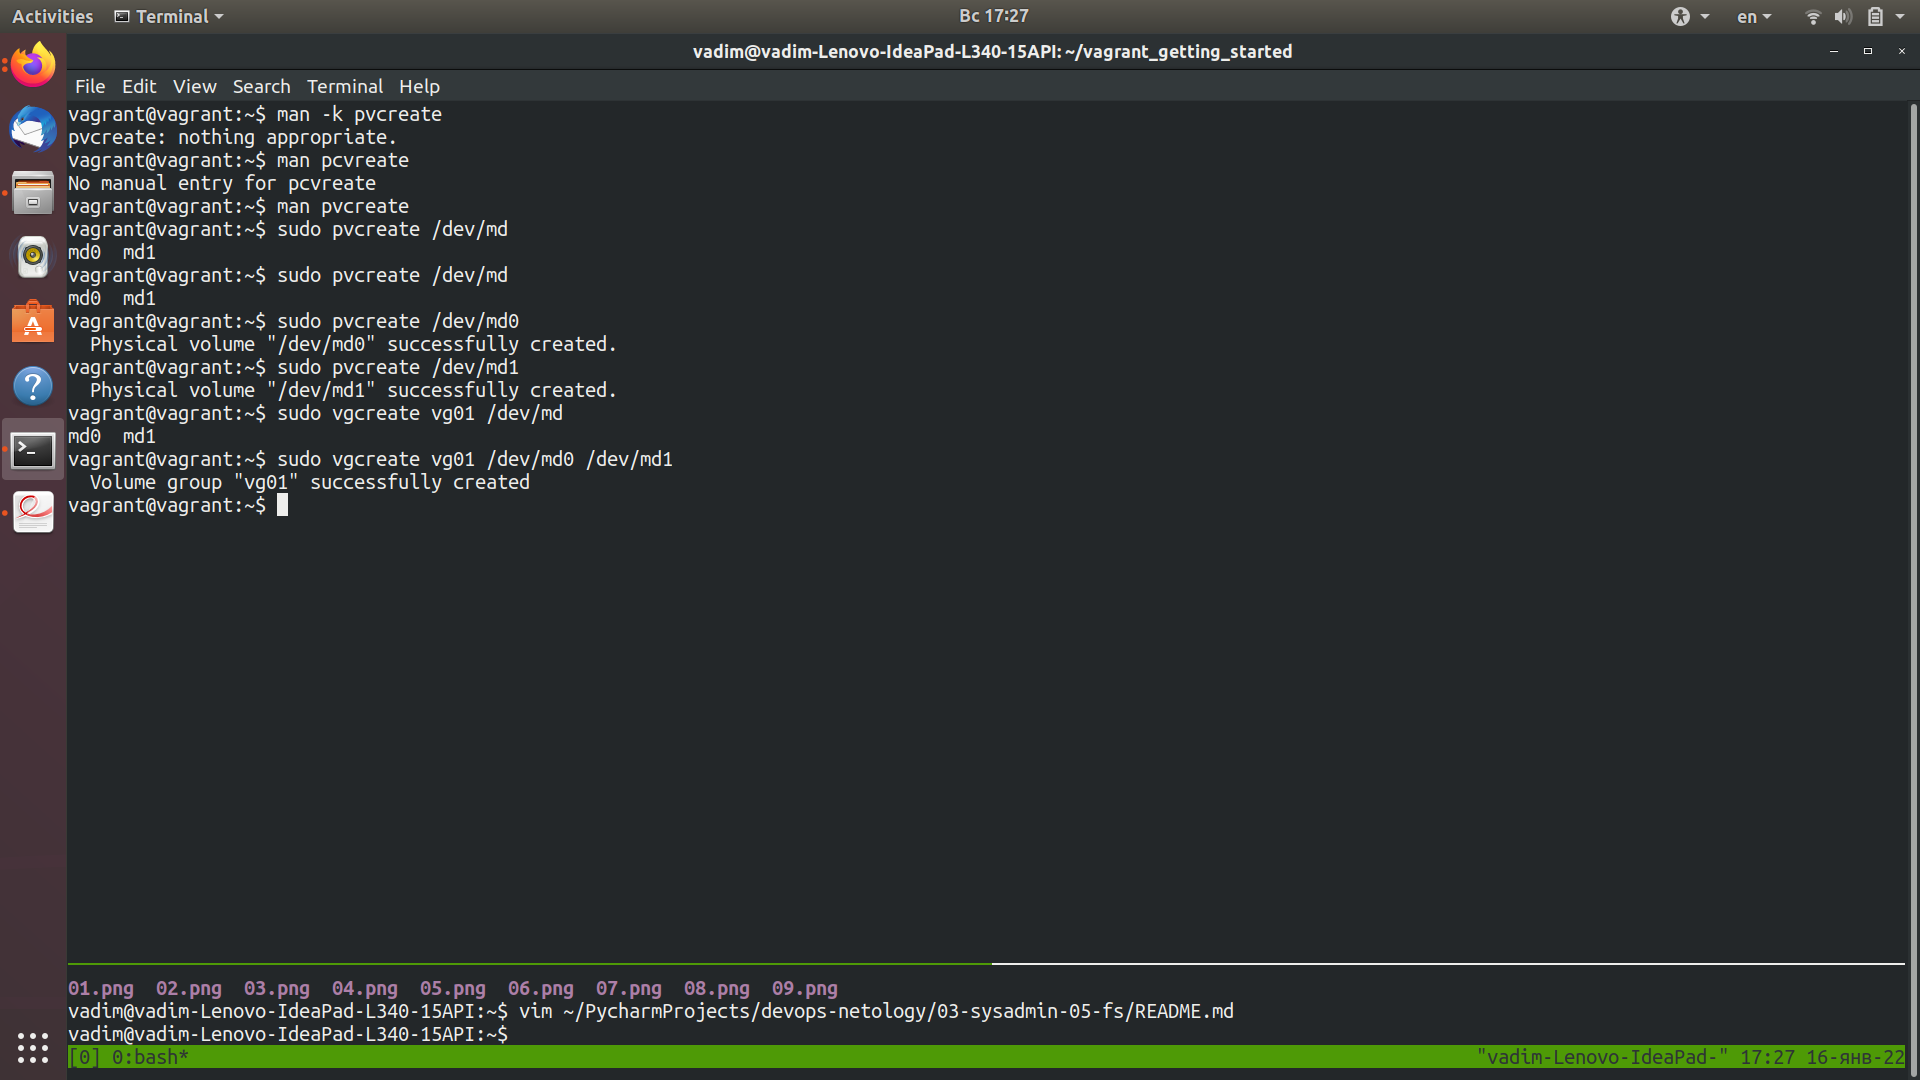 Activities Terminal Вс 17:27 en
vadim@vadim-Lenovo-IdeaPad-L340-15API: ~/vagrant_getting_started
File Edit View Search Terminal Help
vagrant@vagrant:~$ man -k pvcreate
pvcreate: nothing appropriate.
vagrant@vagrant:~$ man pcvreate
No manual entry for pcvreate
vagrant@vagrant:~$ man pvcreate
vagrant@vagrant:~$ sudo pvcreate /dev/md
md0  md1
vagrant@vagrant:~$ sudo pvcreate /dev/md
md0  md1
vagrant@vagrant:~$ sudo pvcreate /dev/md0
  Physical volume "/dev/md0" successfully created.
vagrant@vagrant:~$ sudo pvcreate /dev/md1
  Physical volume "/dev/md1" successfully created.
vagrant@vagrant:~$ sudo vgcreate vg01 /dev/md
md0  md1
vagrant@vagrant:~$ sudo vgcreate vg01 /dev/md0 /dev/md1
  Volume group "vg01" successfully created
vagrant@vagrant:~$
01.png  02.png  03.png  04.png  05.png  06.png  07.png  08.png  09.png
vadim@vadim-Lenovo-IdeaPad-L340-15API:~$ vim ~/PycharmProjects/devops-netology/03-sysadmin-05-fs/README.md
vadim@vadim-Lenovo-IdeaPad-L340-15API:~$
[0] 0:bash* "vadim-Lenovo-IdeaPad-" 17:27 16-янв-22